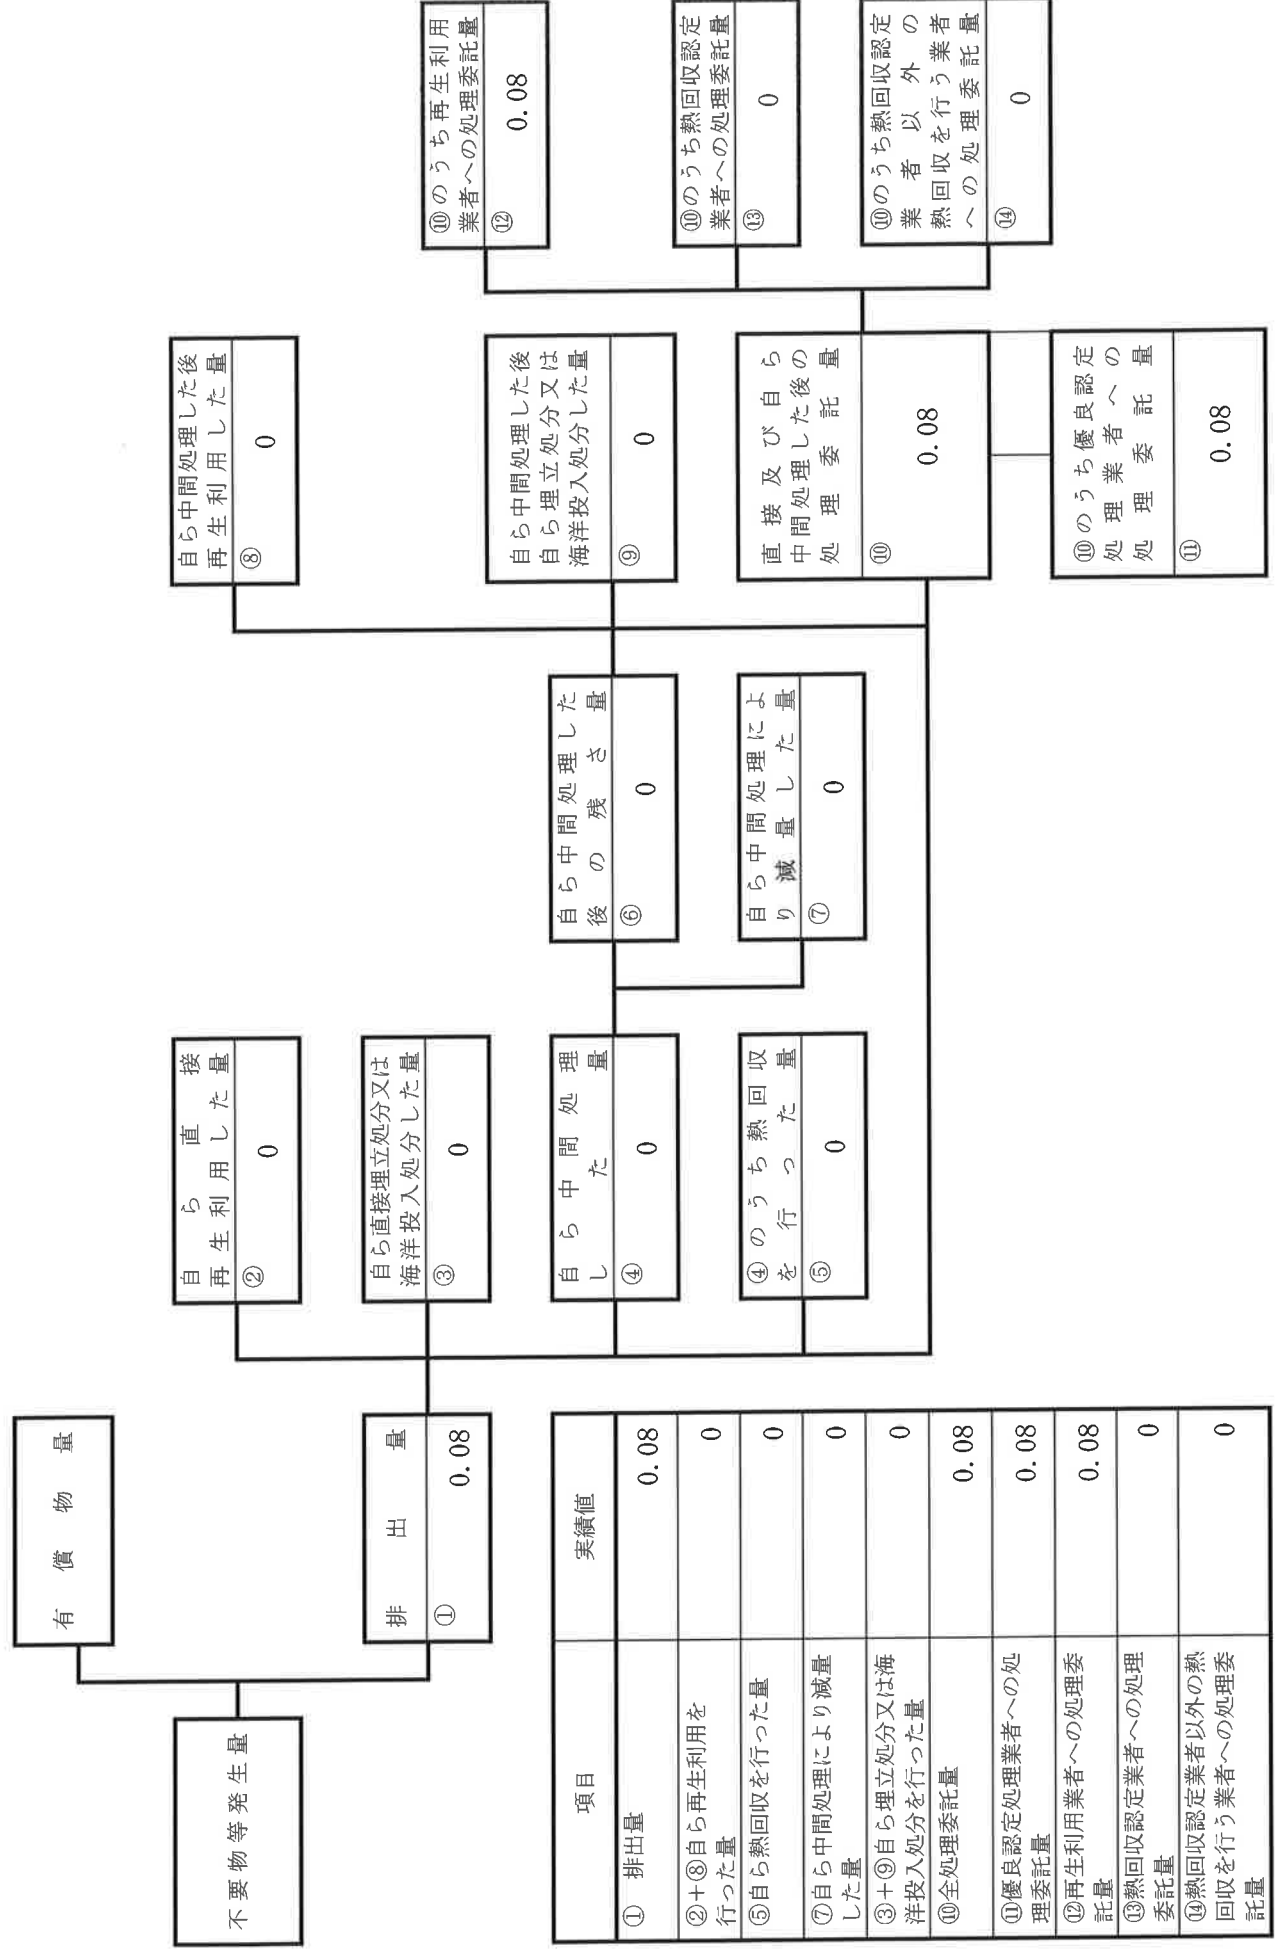 有償物量
不要物等発生量
排出量
①
0.08
自ら直接
再生利用した量
②
0
自ら直接埋立処分又は
海洋投入処分した量
③
0
自ら中間処理
した量
④
0
④のうち熱回収
を行った量
⑤
0
自ら中間処理した
後の残さ量
⑥
0
自ら中間処理によ
り減量した量
⑦
0
自ら中間処理した後
再生利用した量
⑧
0
自ら中間処理した後
自ら埋立処分又は
海洋投入処分した量
⑨
0
直接及び自ら
中間処理した後の
処理委託量
⑩
0.08
⑩のうち優良認定
処理業者への
処理委託量
⑪
0.08
⑩のうち再生利用
業者への処理委託量
⑫
0.08
⑩のうち熱回収認定
業者への処理委託量
⑬
0
⑩のうち熱回収認定
業者以外の
熱回収を行う業者
への処理委託量
⑭
0
項目 実績値
① 排出量 0.08
②+⑧自ら再生利用を
行った量 0
⑤自ら熱回収を行った量 0
⑦自ら中間処理により減量
した量 0
③+⑨自ら埋立処分又は海
洋投入処分を行った量 0
⑩全処理委託量 0.08
⑪優良認定処理業者への処
理委託量 0.08
⑫再生利用業者への処理委
託量 0.08
⑬熱回収認定業者への処理
委託量 0
⑭熱回収認定業者以外の熱
回収を行う業者への処理委
託量 0